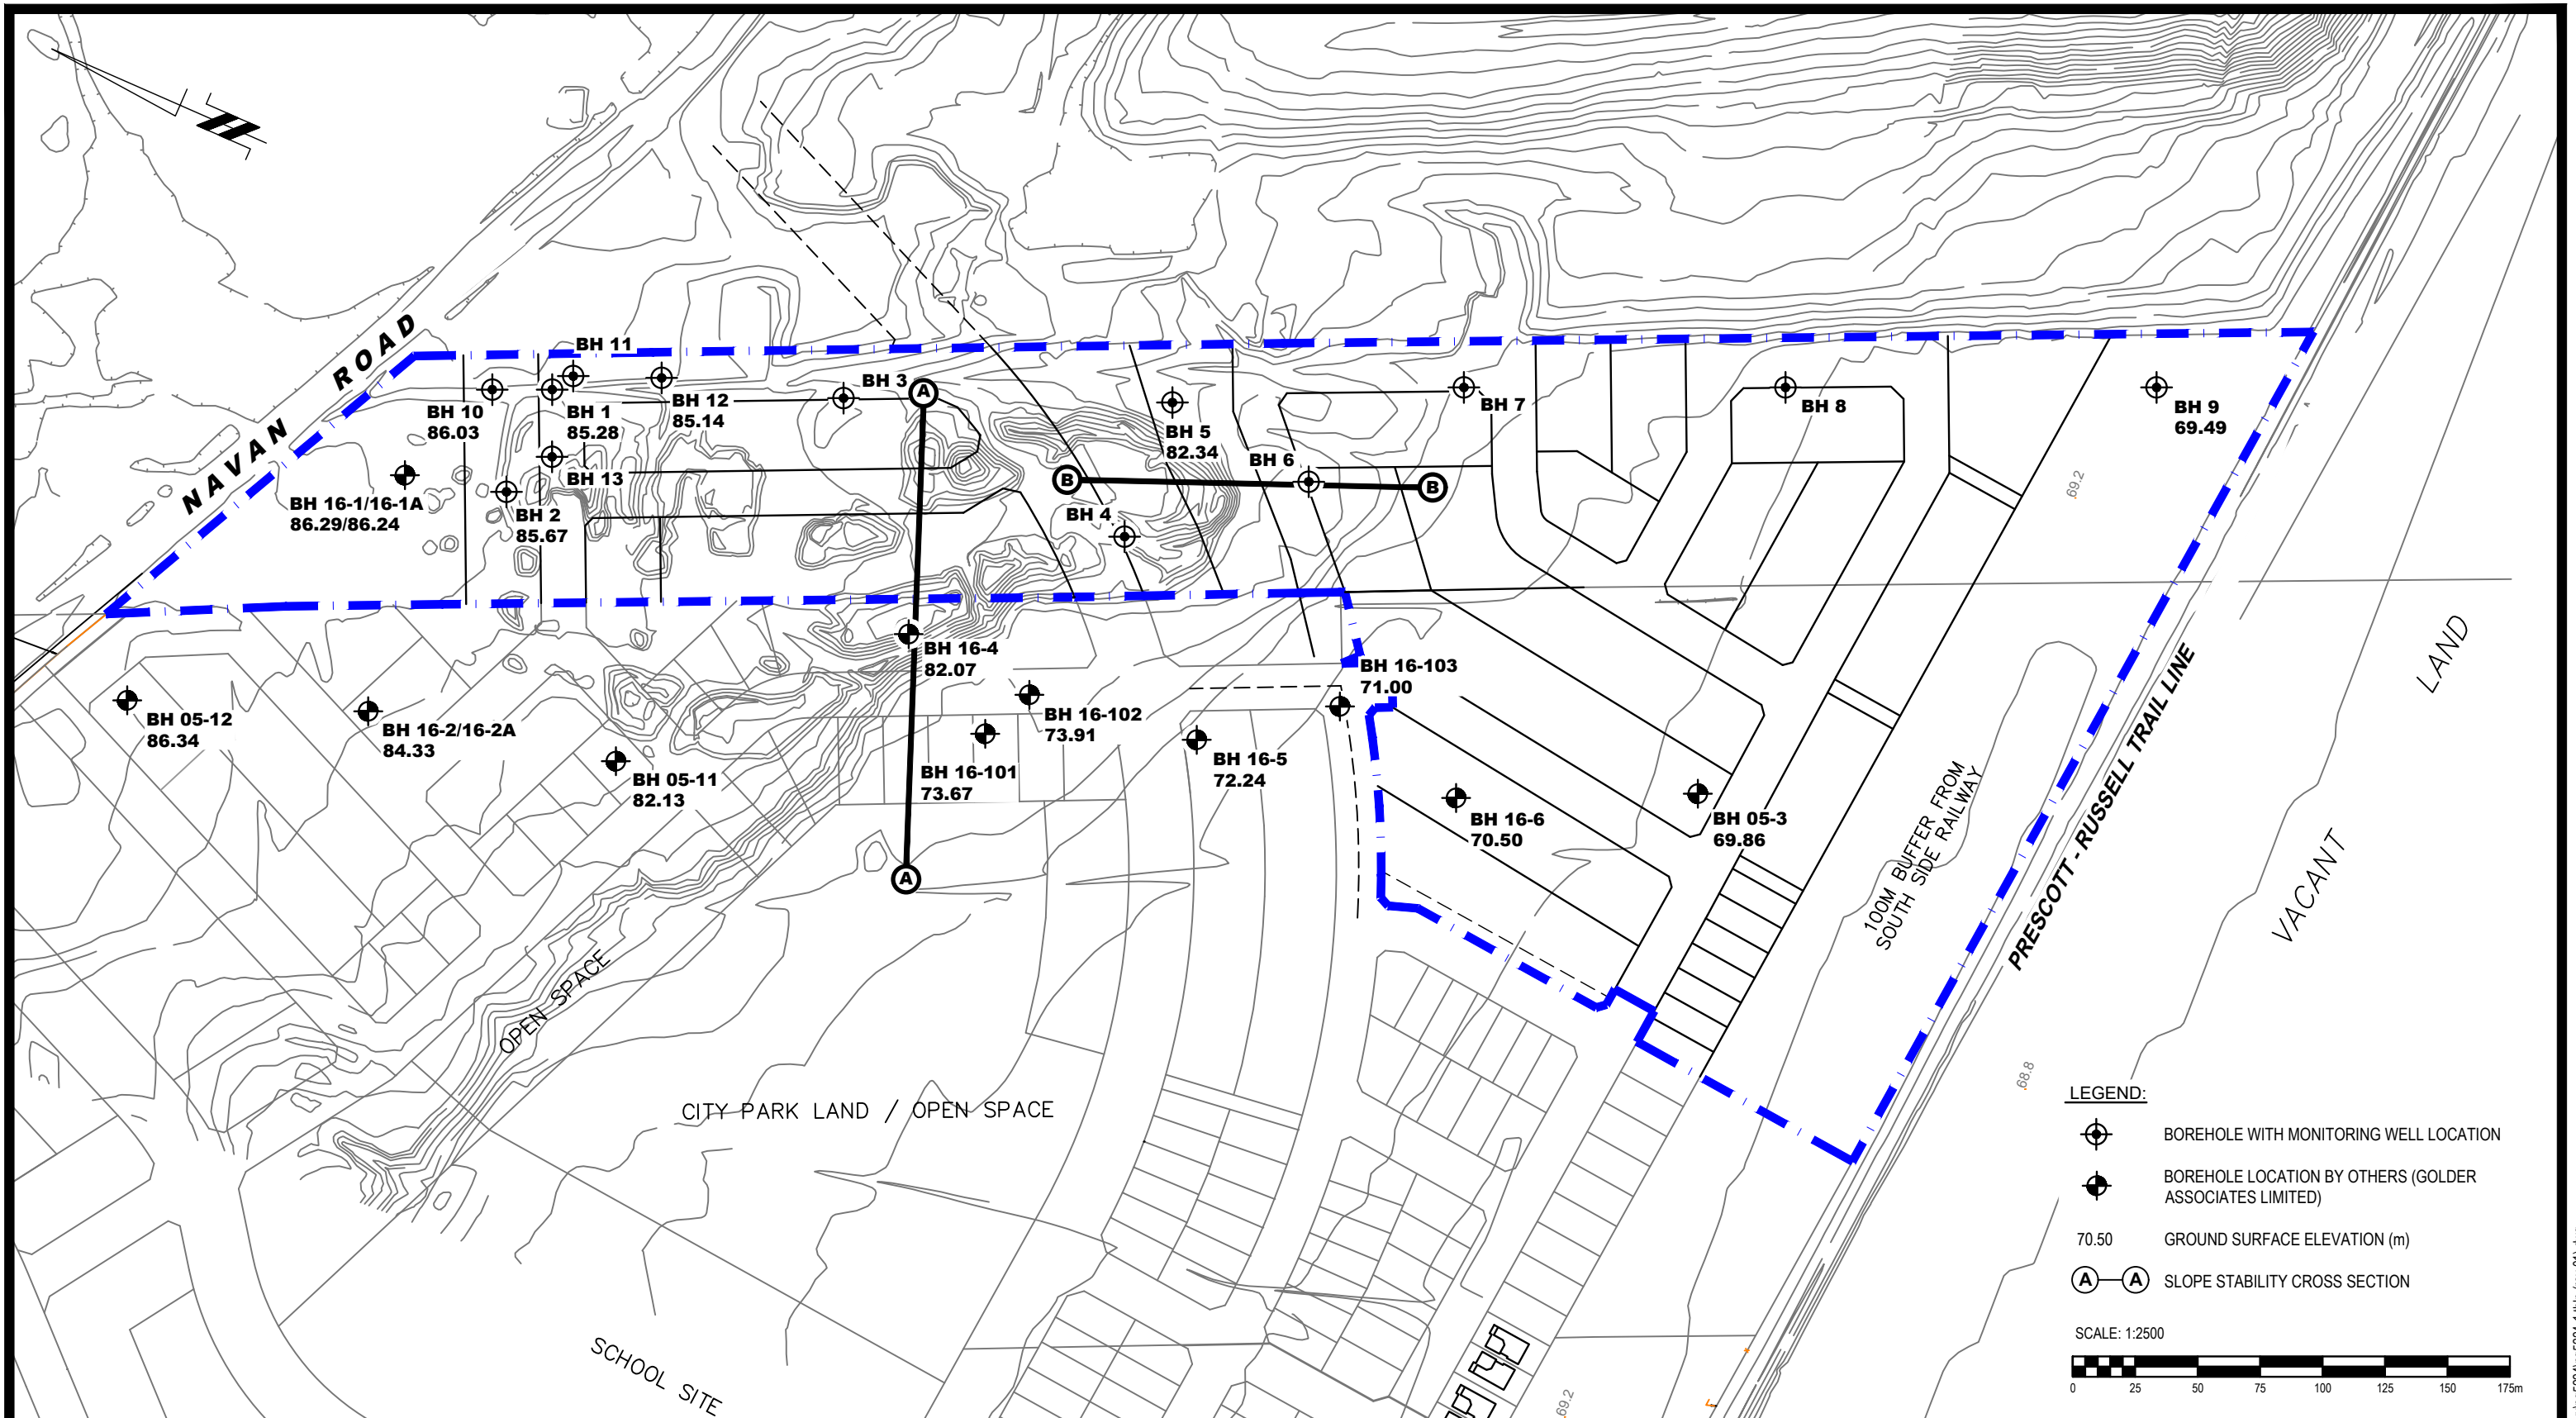 NAVAN ROAD
BH 11
BH 10
86.03
BH 1
85.28
BH 12
85.14
BH 3
A
BH 5
82.34
BH 6
BH 7
BH 8
BH 9
69.49
BH 16-1/16-1A
86.29/86.24
BH 2
85.67
BH 13
B
B
BH 4
69.2
BH 16-4
82.07
BH 16-103
71.00
BH 05-12
86.34
BH 16-2/16-2A
84.33
BH 05-11
82.13
BH 16-102
73.91
BH 16-101
73.67
BH 16-5
72.24
BH 16-6
70.50
BH 05-3
69.86
A
100M BUFFER FROM
SOUTH SIDE RAILWAY
PRESCOTT - RUSSELL TRAIL LINE
VACANT LAND
OPEN SPACE
CITY PARK LAND / OPEN SPACE
SCHOOL SITE
68.8
69.2
LEGEND:
BOREHOLE WITH MONITORING WELL LOCATION
BOREHOLE LOCATION BY OTHERS (GOLDER
ASSOCIATES LIMITED)
70.50 GROUND SURFACE ELEVATION (m)
A A SLOPE STABILITY CROSS SECTION
SCALE: 1:2500
0 25 50 75 100 125 150 175m